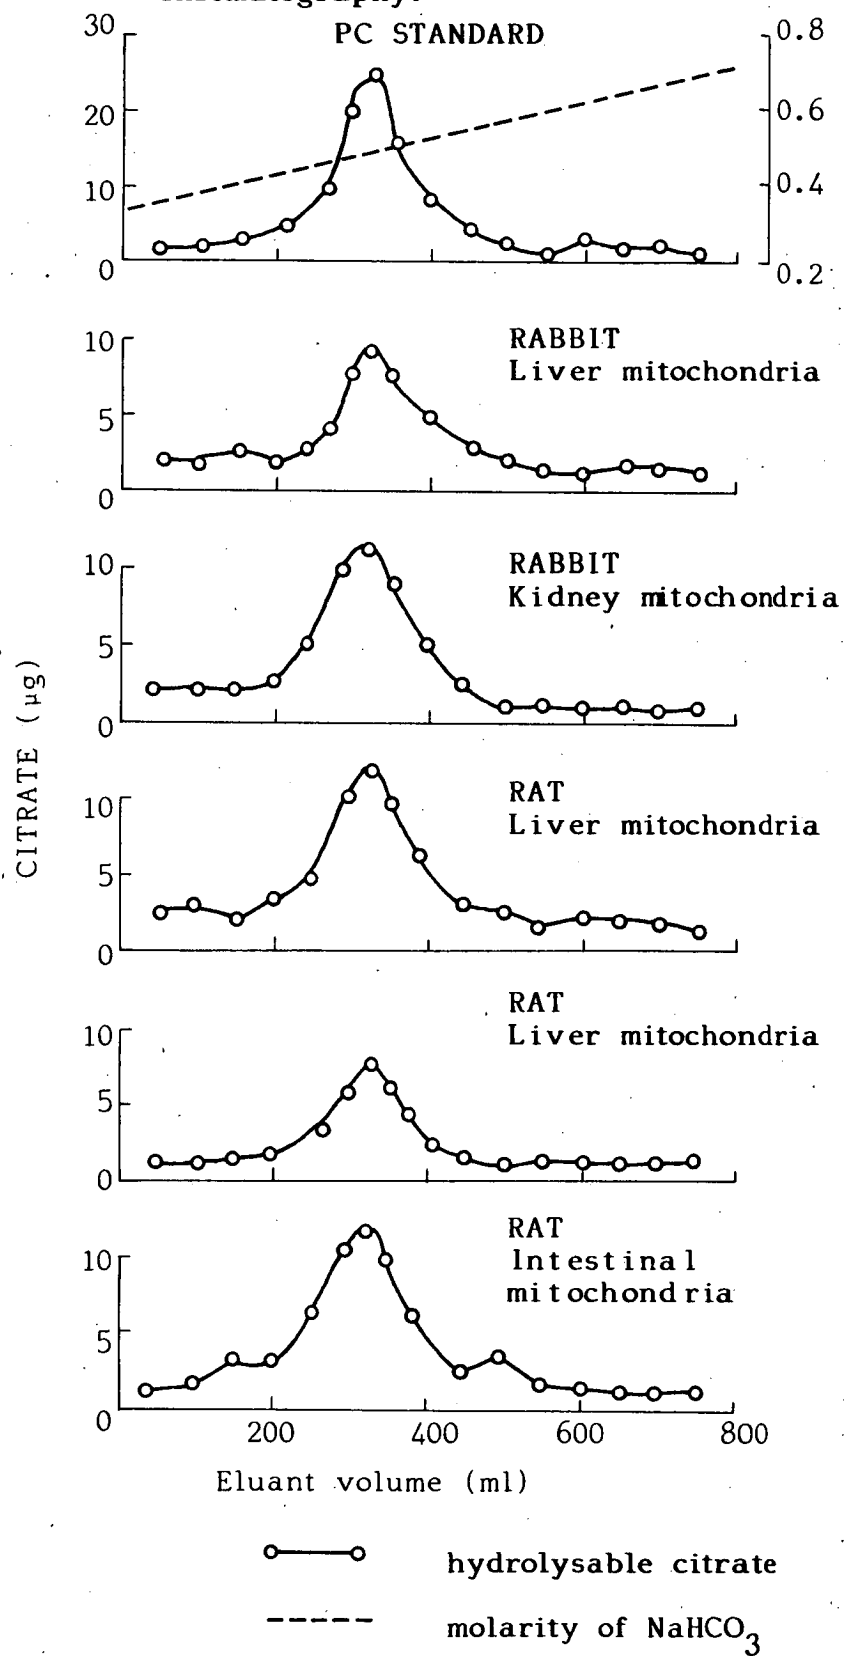 PC STANDARD
30
20
10
0
0.8
0.6
0.4
0.2
RABBIT
Liver mitochondria
10
5
0
RABBIT
Kidney mitochondria
10
5
0
CITRATE (µg)
RAT
Liver mitochondria
10
5
0
RAT
Liver mitochondria
10
5
0
RAT
Intestinal
mitochondria
10
5
0
200 400 600 800
Eluant volume (ml)
hydrolysable citrate
molarity of NaHCO3